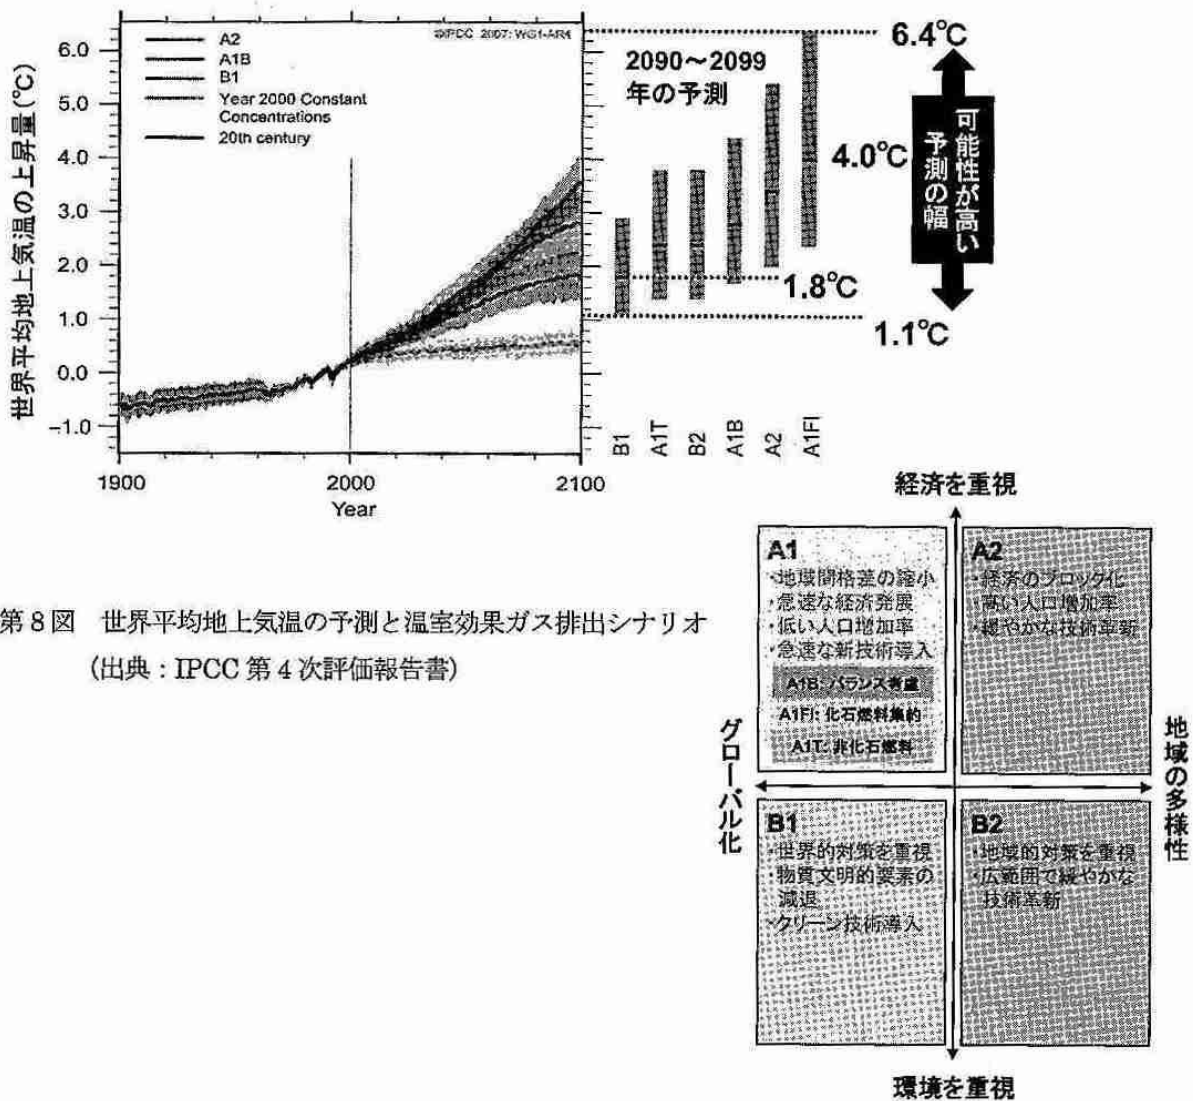 世界平均地上気温の上昇量(℃)
6.0
5.0
4.0
3.0
2.0
1.0
0.0
-1.0
A2
A1B
B1
Year 2000 Constant
Concentrations
20th century
©IPCC 2007: WG1-AR4
1900
2000
2100
Year
2090～2099
年の予測
6.4℃
4.0℃
1.8℃
1.1℃
可能性が高い
予測の幅
B1
A1T
B2
A1B
A2
A1FI
第8図 世界平均地上気温の予測と温室効果ガス排出シナリオ
(出典：IPCC 第4次評価報告書)
経済を重視
グローバル化
地域の多様性
環境を重視
A1
・地域間格差の縮小
・急速な経済発展
・低い人口増加率
・急速な新技術導入
A1B: バランス考慮
A1FI: 化石燃料集約
A1T: 非化石燃料
A2
・経済のブロック化
・高い人口増加率
・緩やかな技術革新
B1
・世界的対策を重視
・物質文明的要素の
減退
・クリーン技術導入
B2
・地域的対策を重視
・広範囲で緩やかな
技術革新